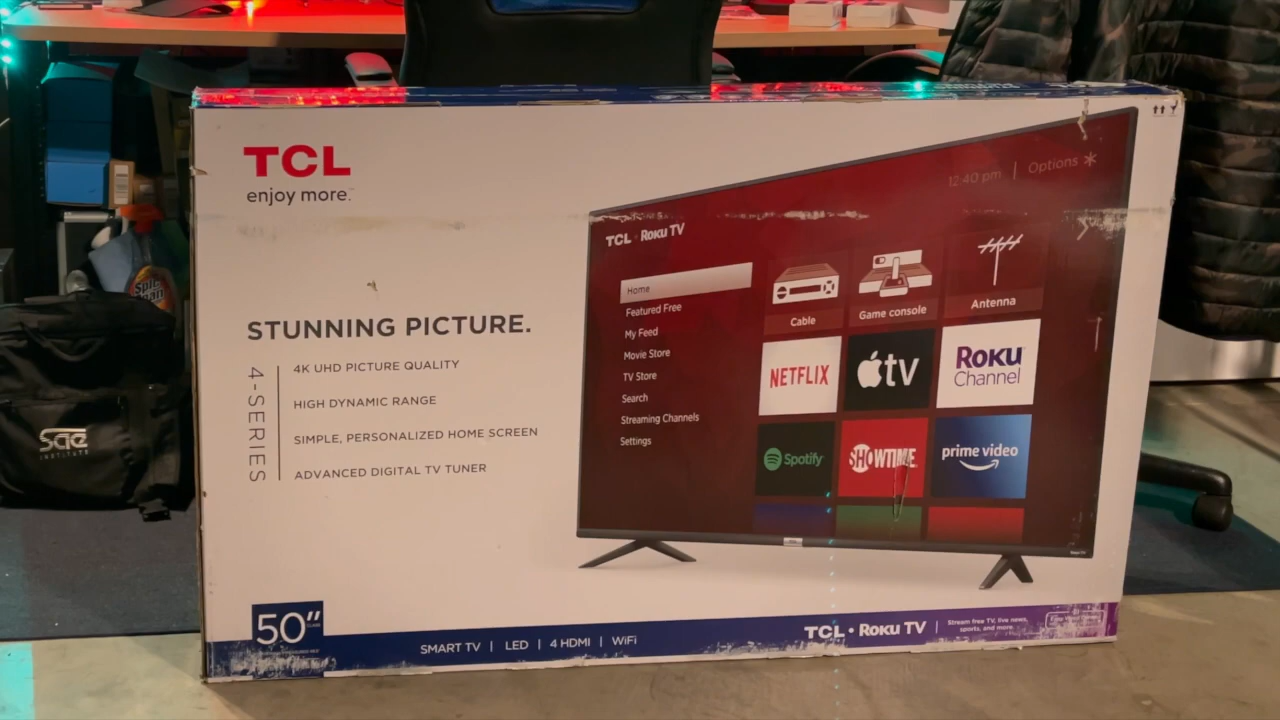 TCL
enjoy more.
STUNNING PICTURE.
4-SERIES
4K UHD PICTURE QUALITY
HIGH DYNAMIC RANGE
SIMPLE, PERSONALIZED HOME SCREEN
ADVANCED DIGITAL TV TUNER
12:40 pm | Options *
TCL · Roku TV
Home
Featured Free
My Feed
Movie Store
TV Store
Search
Streaming Channels
Settings
Cable
Game console
Antenna
NETFLIX
tv
Roku
Channel
Spotify
SHOWTIME
prime video
50"
SMART TV | LED | 4 HDMI | WiFi
TCL · Roku TV
Stream free TV, live news,
sports, and more.
sae
INSTITUTE
Spic
Span